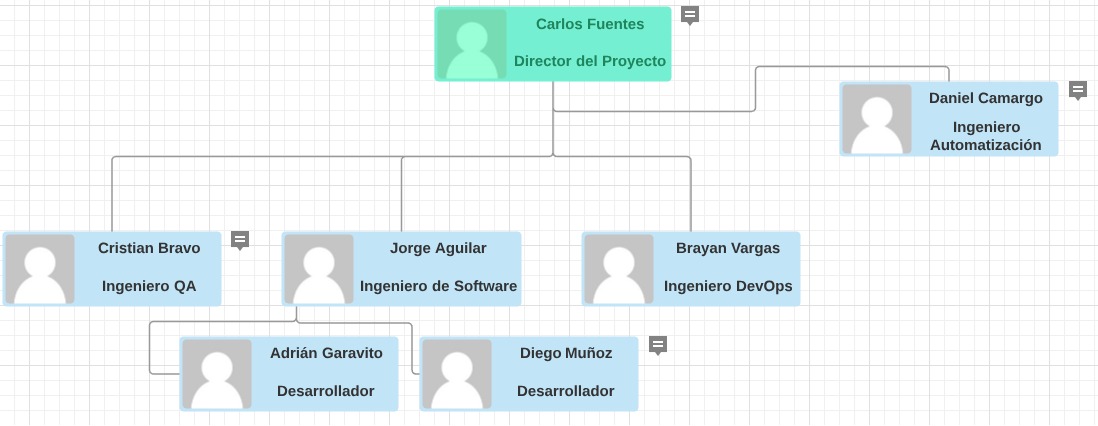 Carlos Fuentes
Director del Proyecto
Daniel Camargo
Ingeniero
Automatización
Cristian Bravo
Ingeniero QA
Jorge Aguilar
Ingeniero de Software
Brayan Vargas
Ingeniero DevOps
Adrián Garavito
Desarrollador
Diego Muñoz
Desarrollador